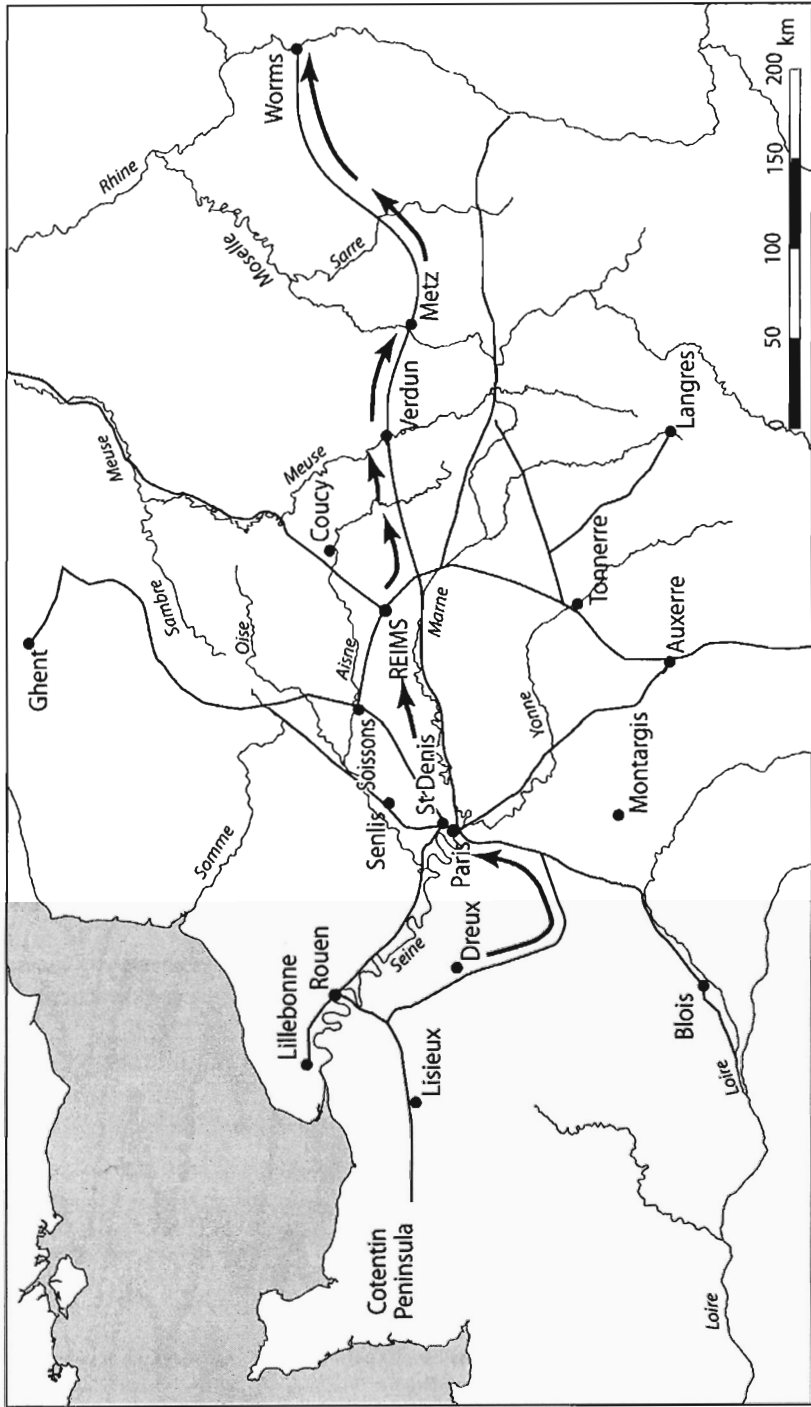 Ghent
Meuse
Rhine
Worms
Sambre
Somme
Oise
Meuse
Coucy
Moselle
Sarre
Lillebonne
Rouen
Senlis
Soissons
Aisne
REIMS
Verdun
Metz
Lisieux
Seine
Cotentin
Peninsula
Dreux
St Denis
Paris
Marne
Yonne
Tonnerre
Montargis
Auxerre
Langres
Blois
Loire
Loire
0 50 100 150 200 km